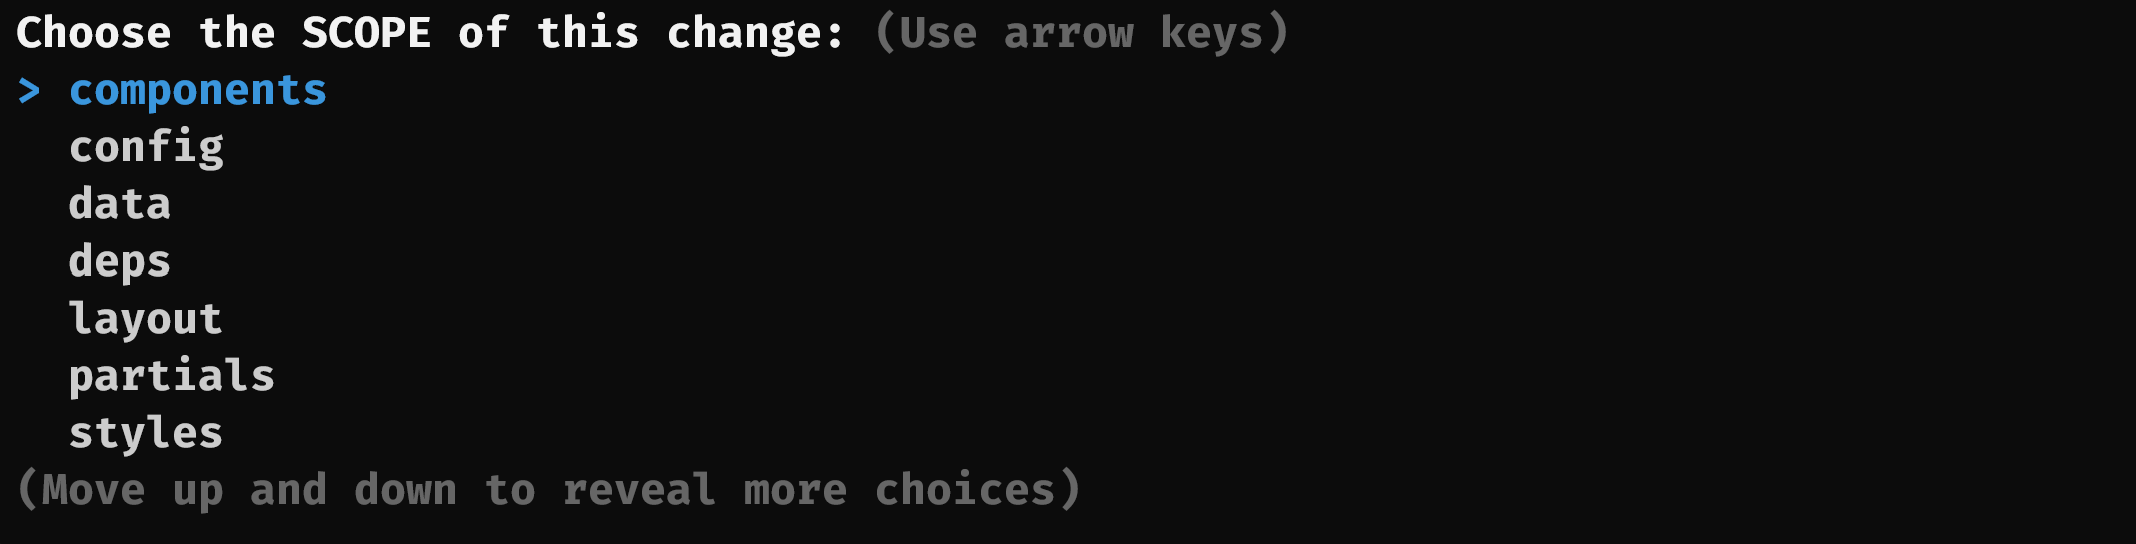 Choose the SCOPE of this change: (Use arrow keys)
> components
config
data
deps
layout
partials
styles
(Move up and down to reveal more choices)